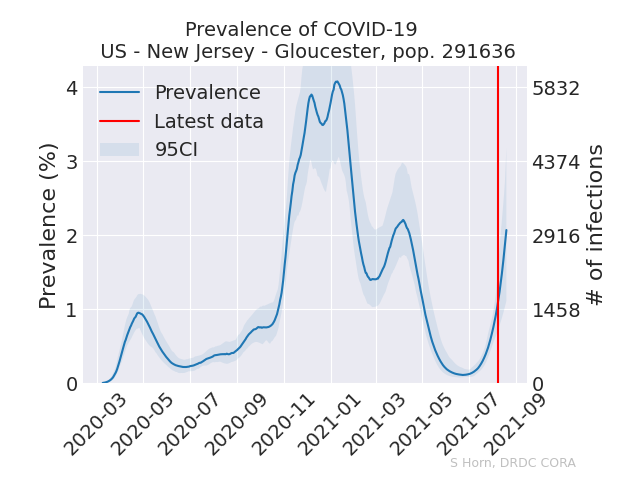 Prevalence of COVID-19
US - New Jersey - Gloucester, pop. 291636
Prevalence
Latest data
95CI
Prevalence (%)
4
3
2
1
0
5832
4374
2916
1458
0
# of infections
2020-03
2020-05
2020-07
2020-09
2020-11
2021-01
2021-03
2021-05
2021-07
2021-09
S Horn, DRDC CORA